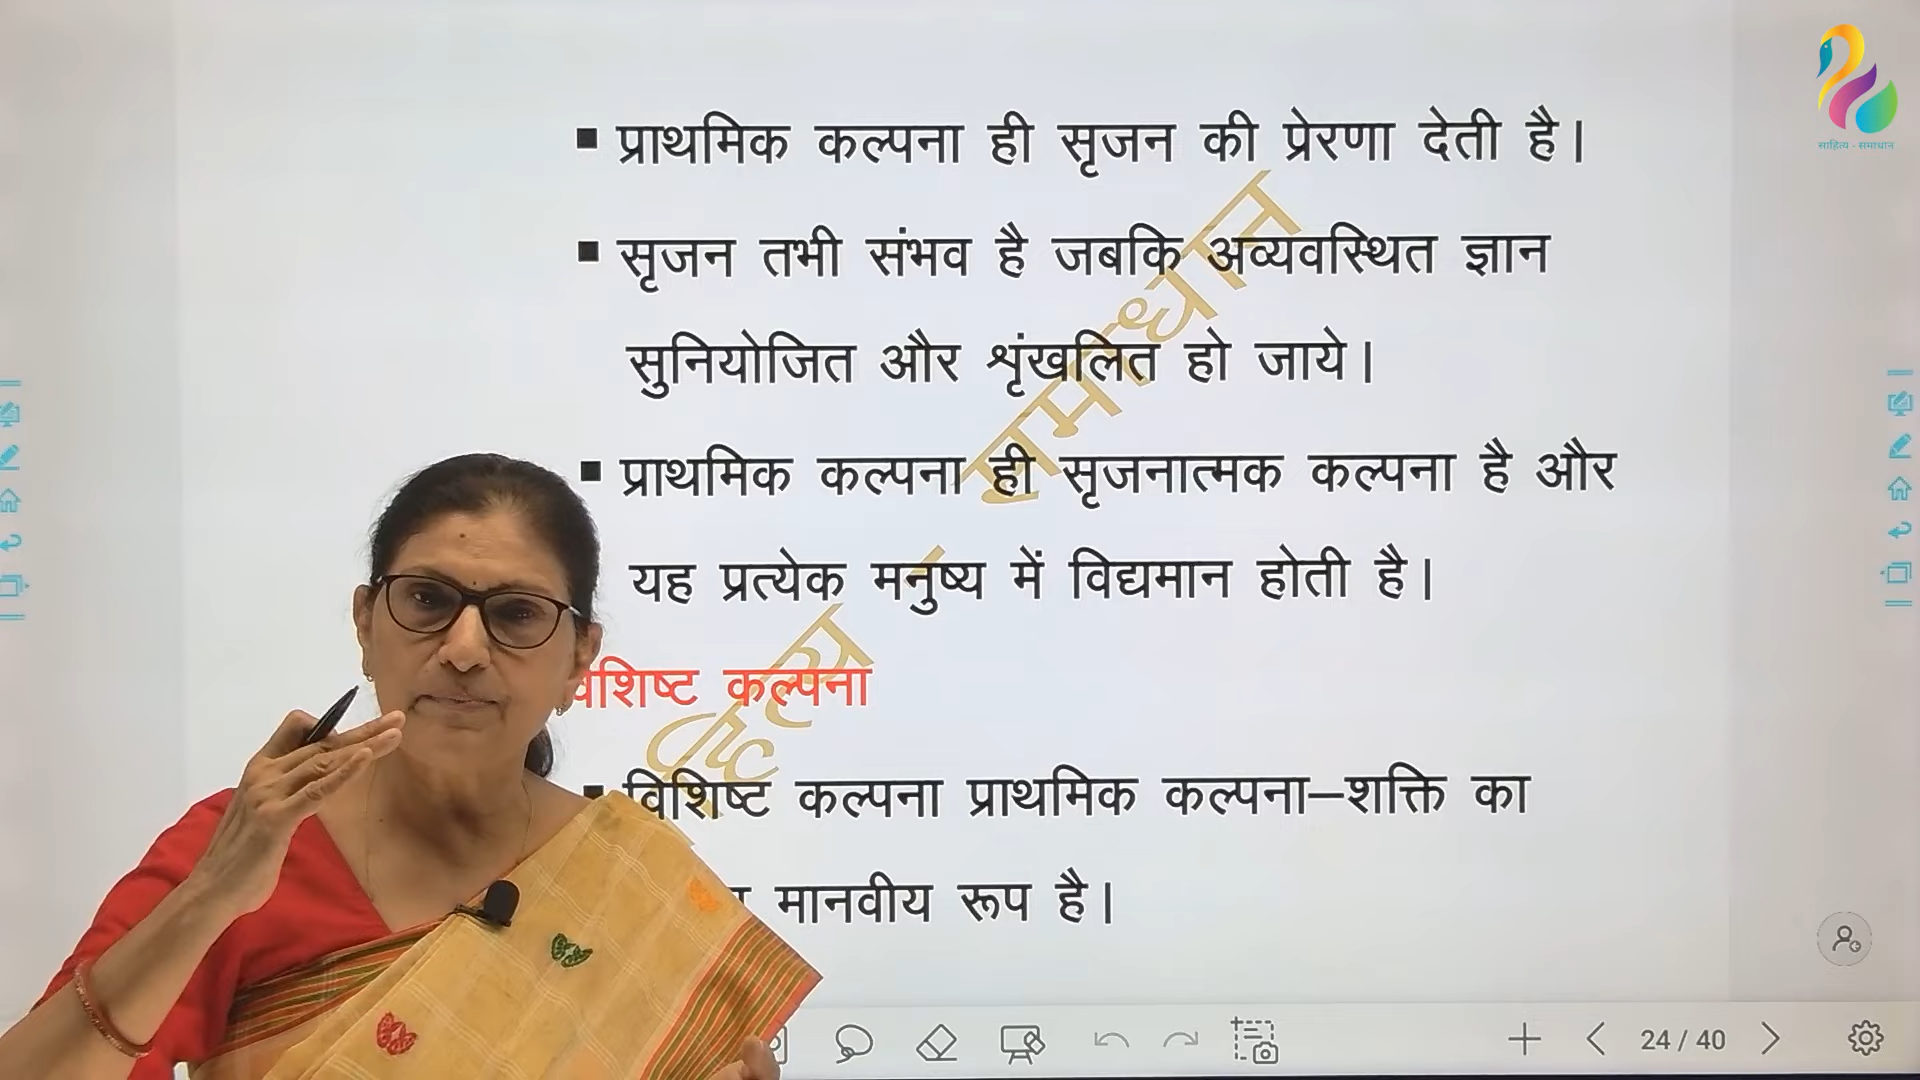 साहित्य - समाधान
▪ प्राथमिक कल्पना ही सृजन की प्रेरणा देती है।
▪ सृजन तभी संभव है जबकि अव्यवस्थित ज्ञान
सुनियोजित और शृंखलित हो जाये।
▪ प्राथमिक कल्पना ही सृजनात्मक कल्पना है और
यह प्रत्येक मनुष्य में विद्यमान होती है।
विशिष्ट कल्पना
▪ विशिष्ट कल्पना प्राथमिक कल्पना–शक्ति का
मानवीय रूप है।
24 / 40